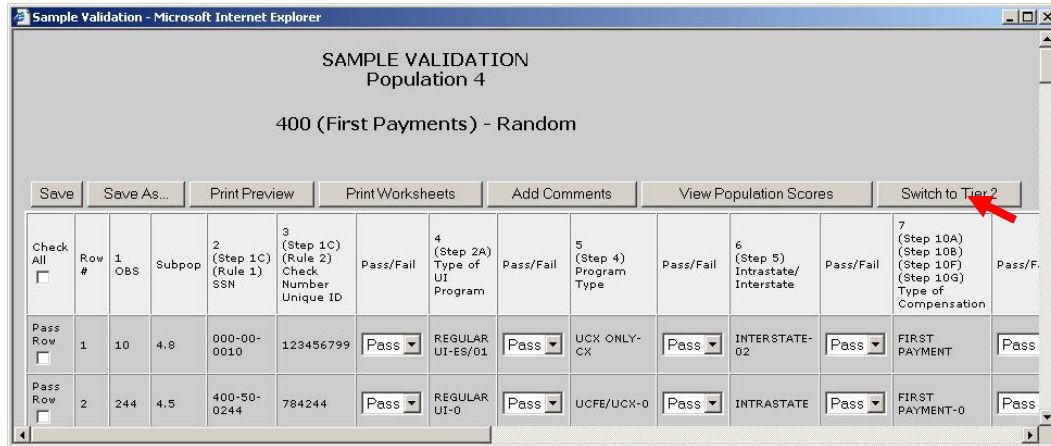 Sample Validation - Microsoft Internet Explorer
SAMPLE VALIDATION
Population 4
400 (First Payments) - Random
Save Save As... Print Preview Print Worksheets Add Comments View Population Scores Switch to Tier 2
Check All
Row #
1 OBS
Subpop
2
(Step 1C)
(Rule 1)
SSN
3
(Step 1C)
(Rule 2)
Check
Number
Unique ID
Pass/Fail
4
(Step 2A)
Type of
UI
Program
Pass/Fail
5
(Step 4)
Program
Type
Pass/Fail
6
(Step 5)
Intrastate/
Interstate
Pass/Fail
7
(Step 10A)
(Step 10B)
(Step 10F)
(Step 10G)
Type of
Compensation
Pass/F
Pass
Row
1
10
4.8
000-00-
0010
123456799
Pass
REGULAR
UI-ES/01
Pass
UCX ONLY-
CX
Pass
INTERSTATE-
02
Pass
FIRST
PAYMENT
Pass
Pass
Row
2
244
4.5
400-50-
0244
784244
Pass
REGULAR
UI-0
Pass
UCFE/UCX-0
Pass
INTRASTATE
Pass
FIRST
PAYMENT-0
Pass